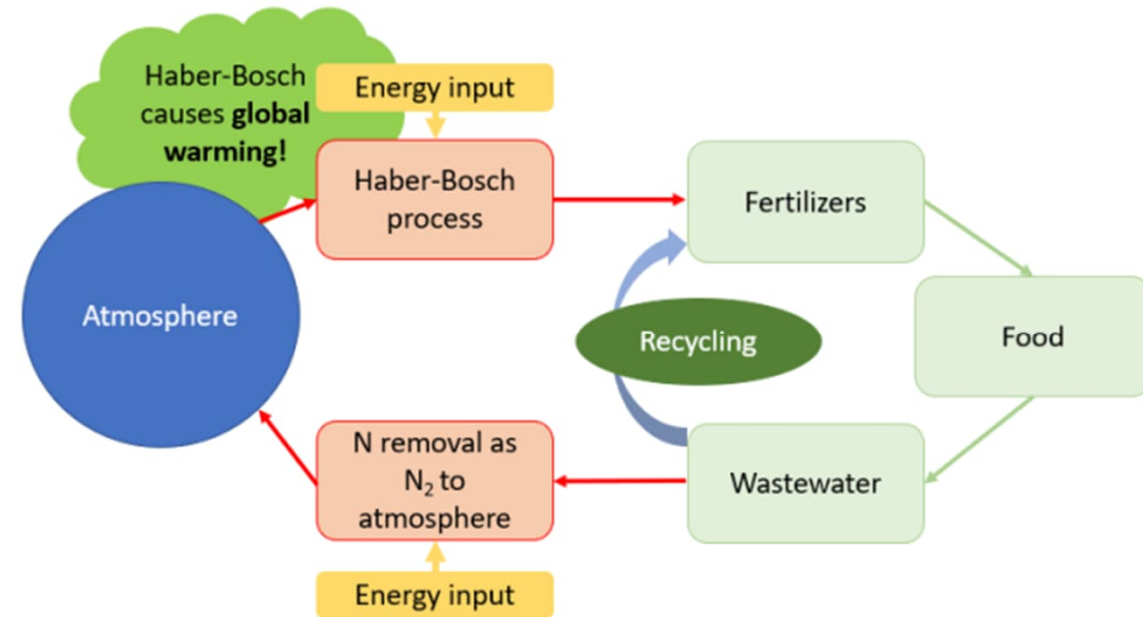 Haber-Bosch
causes global
warming!
Energy input
Haber-Bosch
process
Fertilizers
Atmosphere
Recycling
Food
N removal as
N₂ to
atmosphere
Wastewater
Energy input